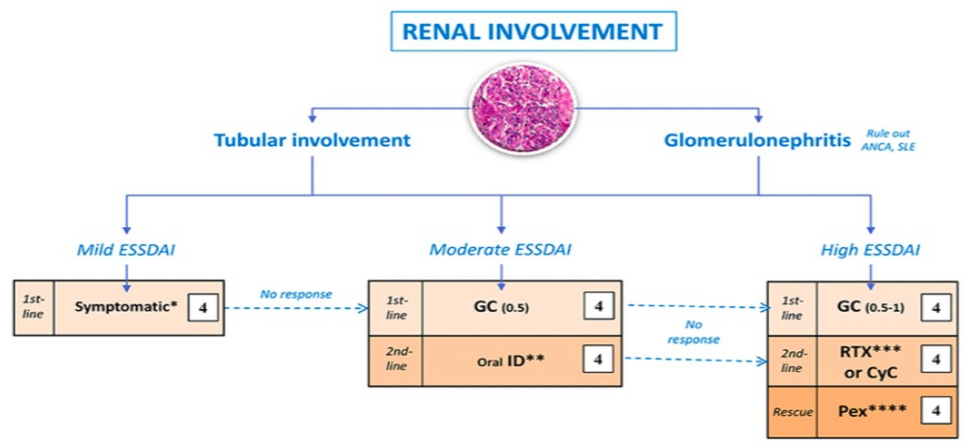 RENAL INVOLVEMENT
Tubular involvement
Glomerulonephritis
Rule out
ANCA, SLE
Mild ESSDAI
Moderate ESSDAI
High ESSDAI
1st-
line
Symptomatic*
4
No response
1st-
line
GC (0.5)
4
2nd-
line
Oral ID**
4
No
response
1st-
line
GC (0.5-1)
4
2nd-
line
RTX***
or CyC
4
Rescue
Pex****
4